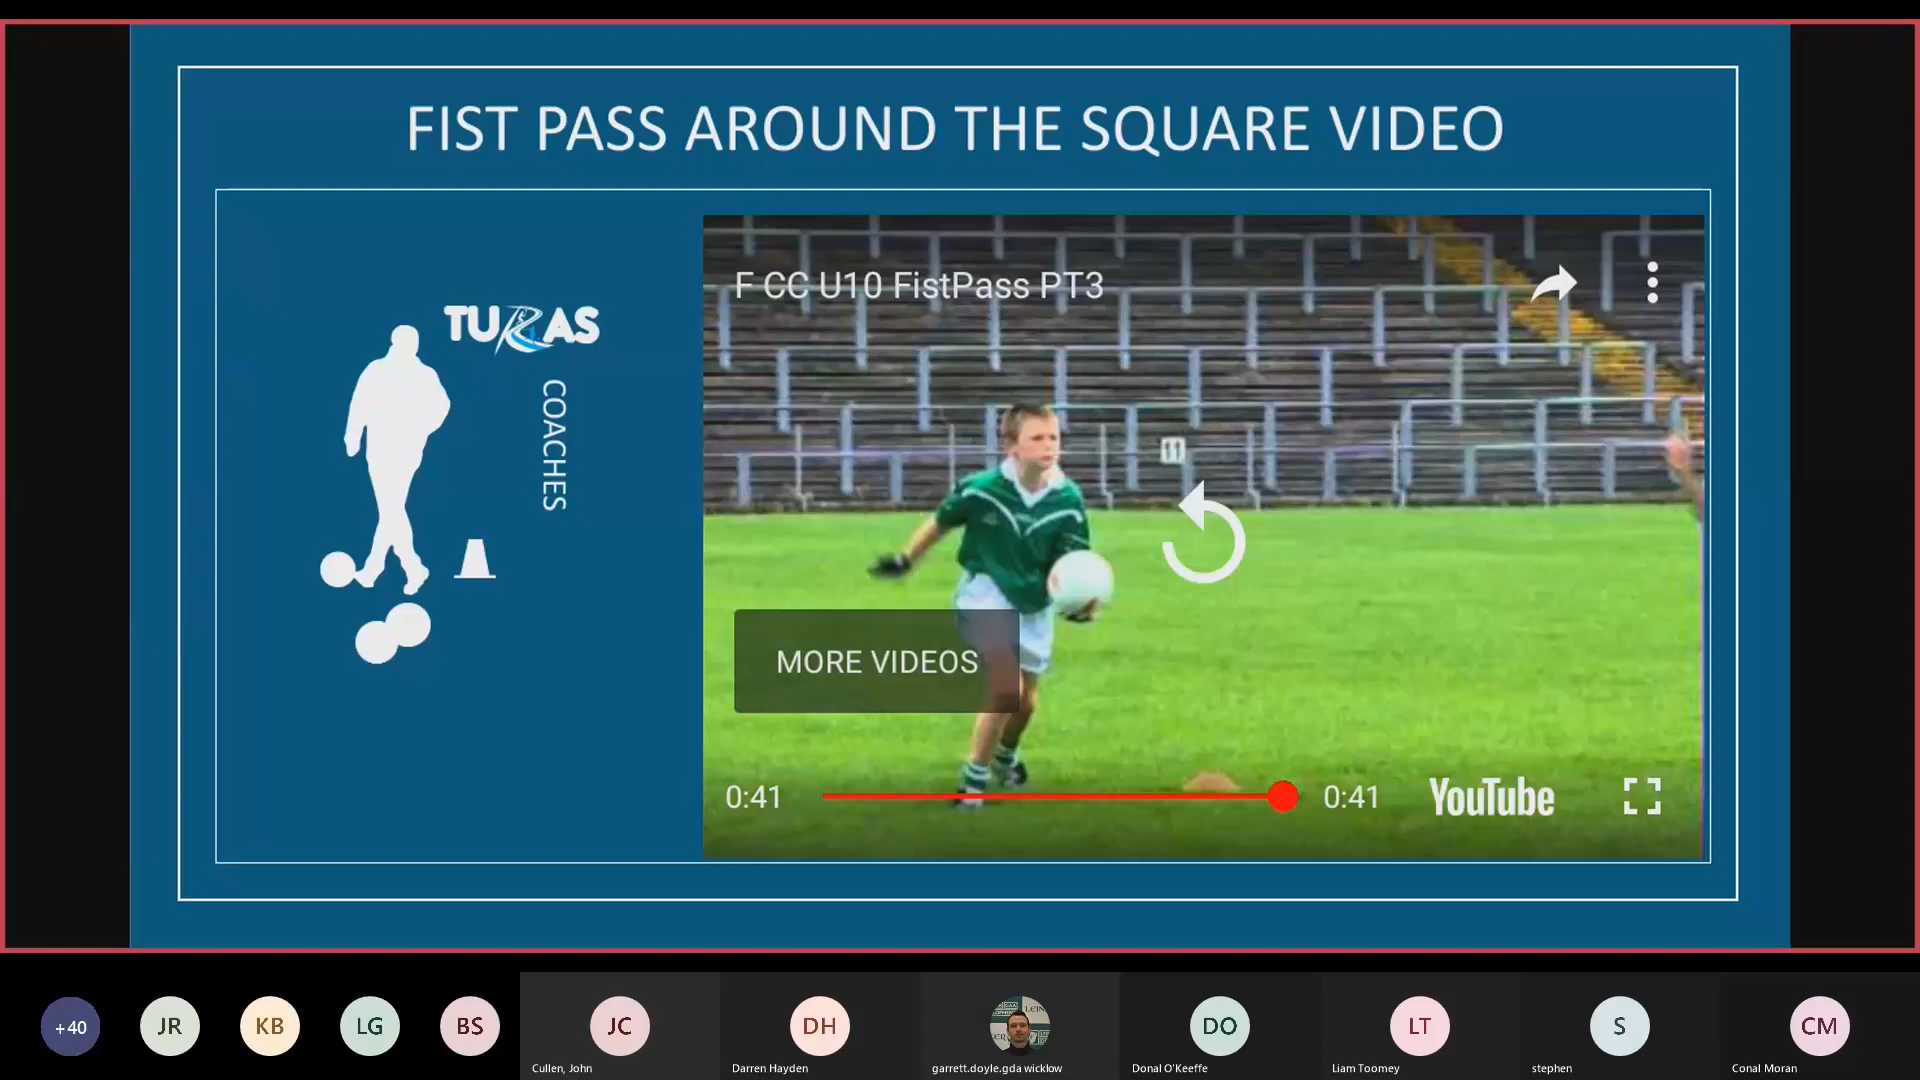 FIST PASS AROUND THE SQUARE VIDEO
TURAS
COACHES
F CC U10 FistPass PT3
11
MORE VIDEOS
0:41
0:41
YouTube
+40
JR
KB
LG
BS
JC
DH
DO
LT
S
CM
Cullen, John
Darren Hayden
garrett.doyle.gda wicklow
Donal O'Keeffe
Liam Toomey
stephen
Conal Moran